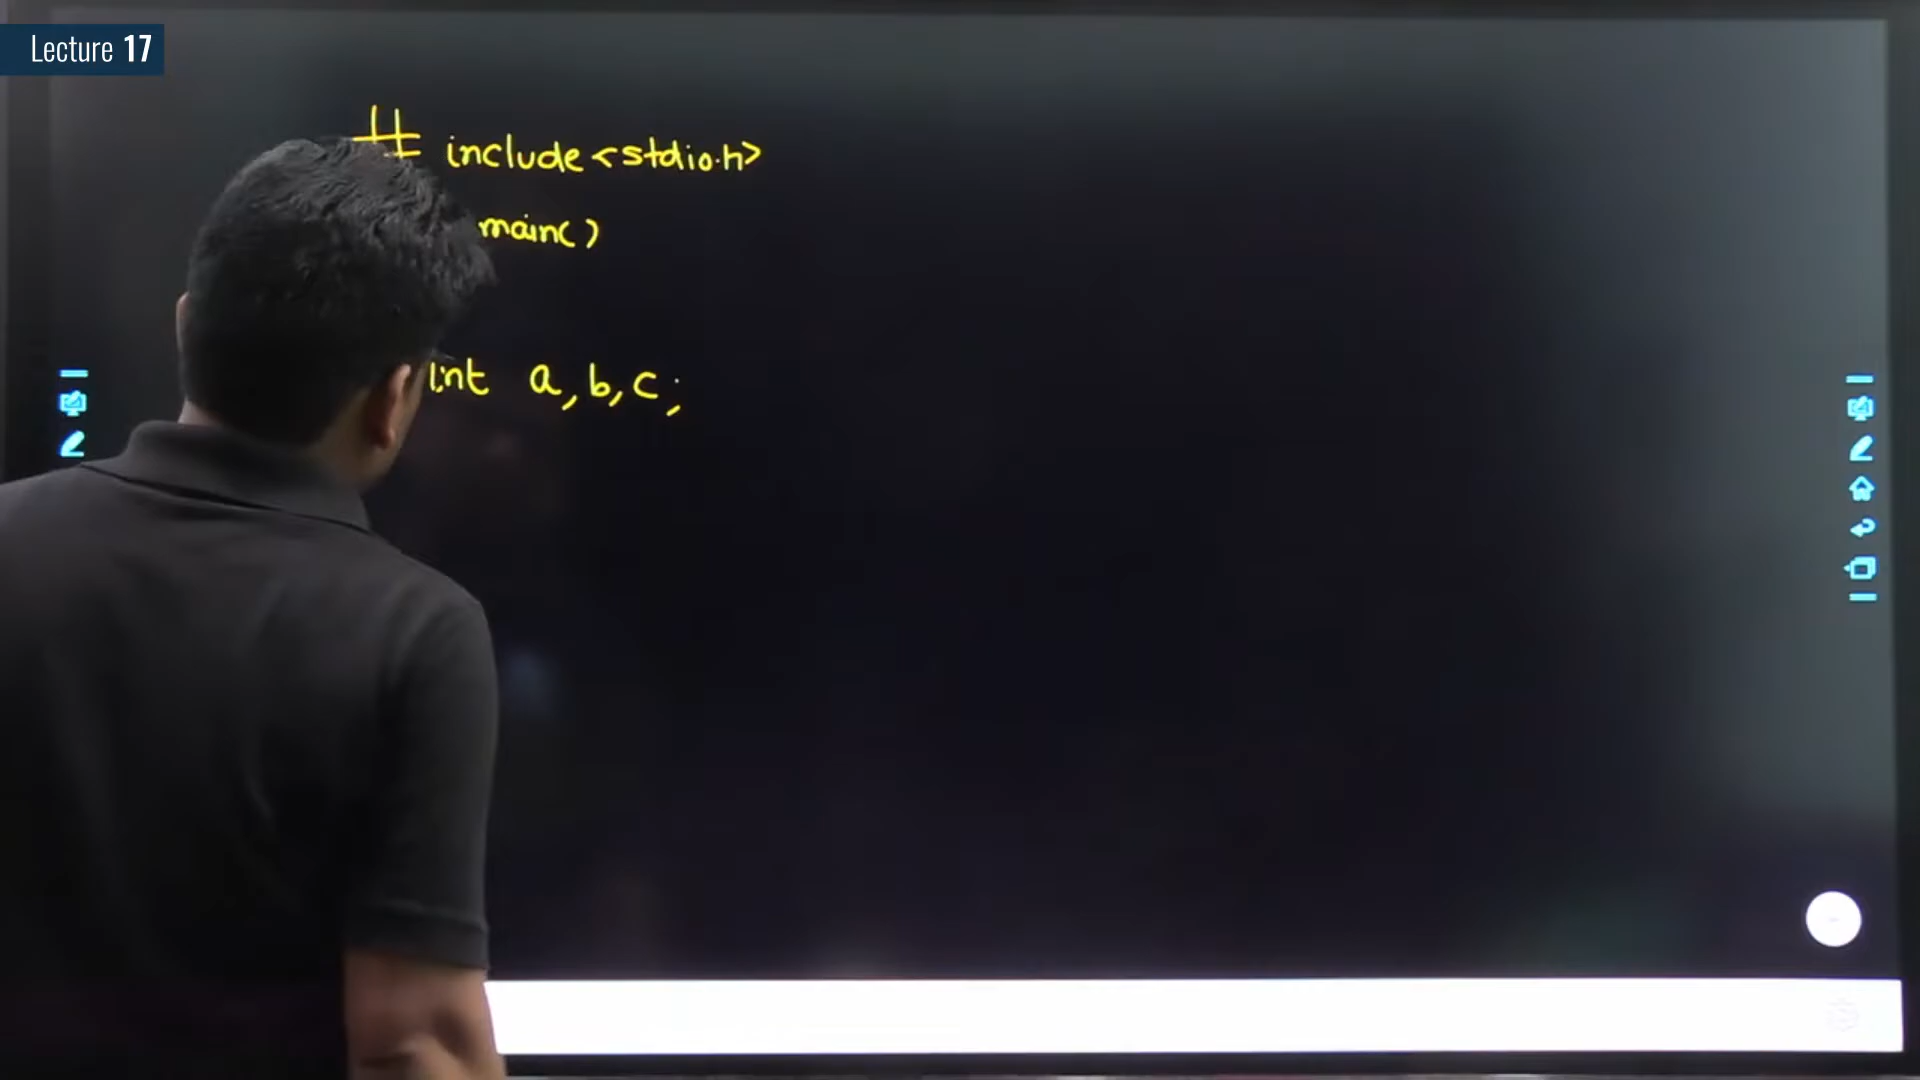 Lecture 17
# include<stdio.h>
main()
int a,b,c;